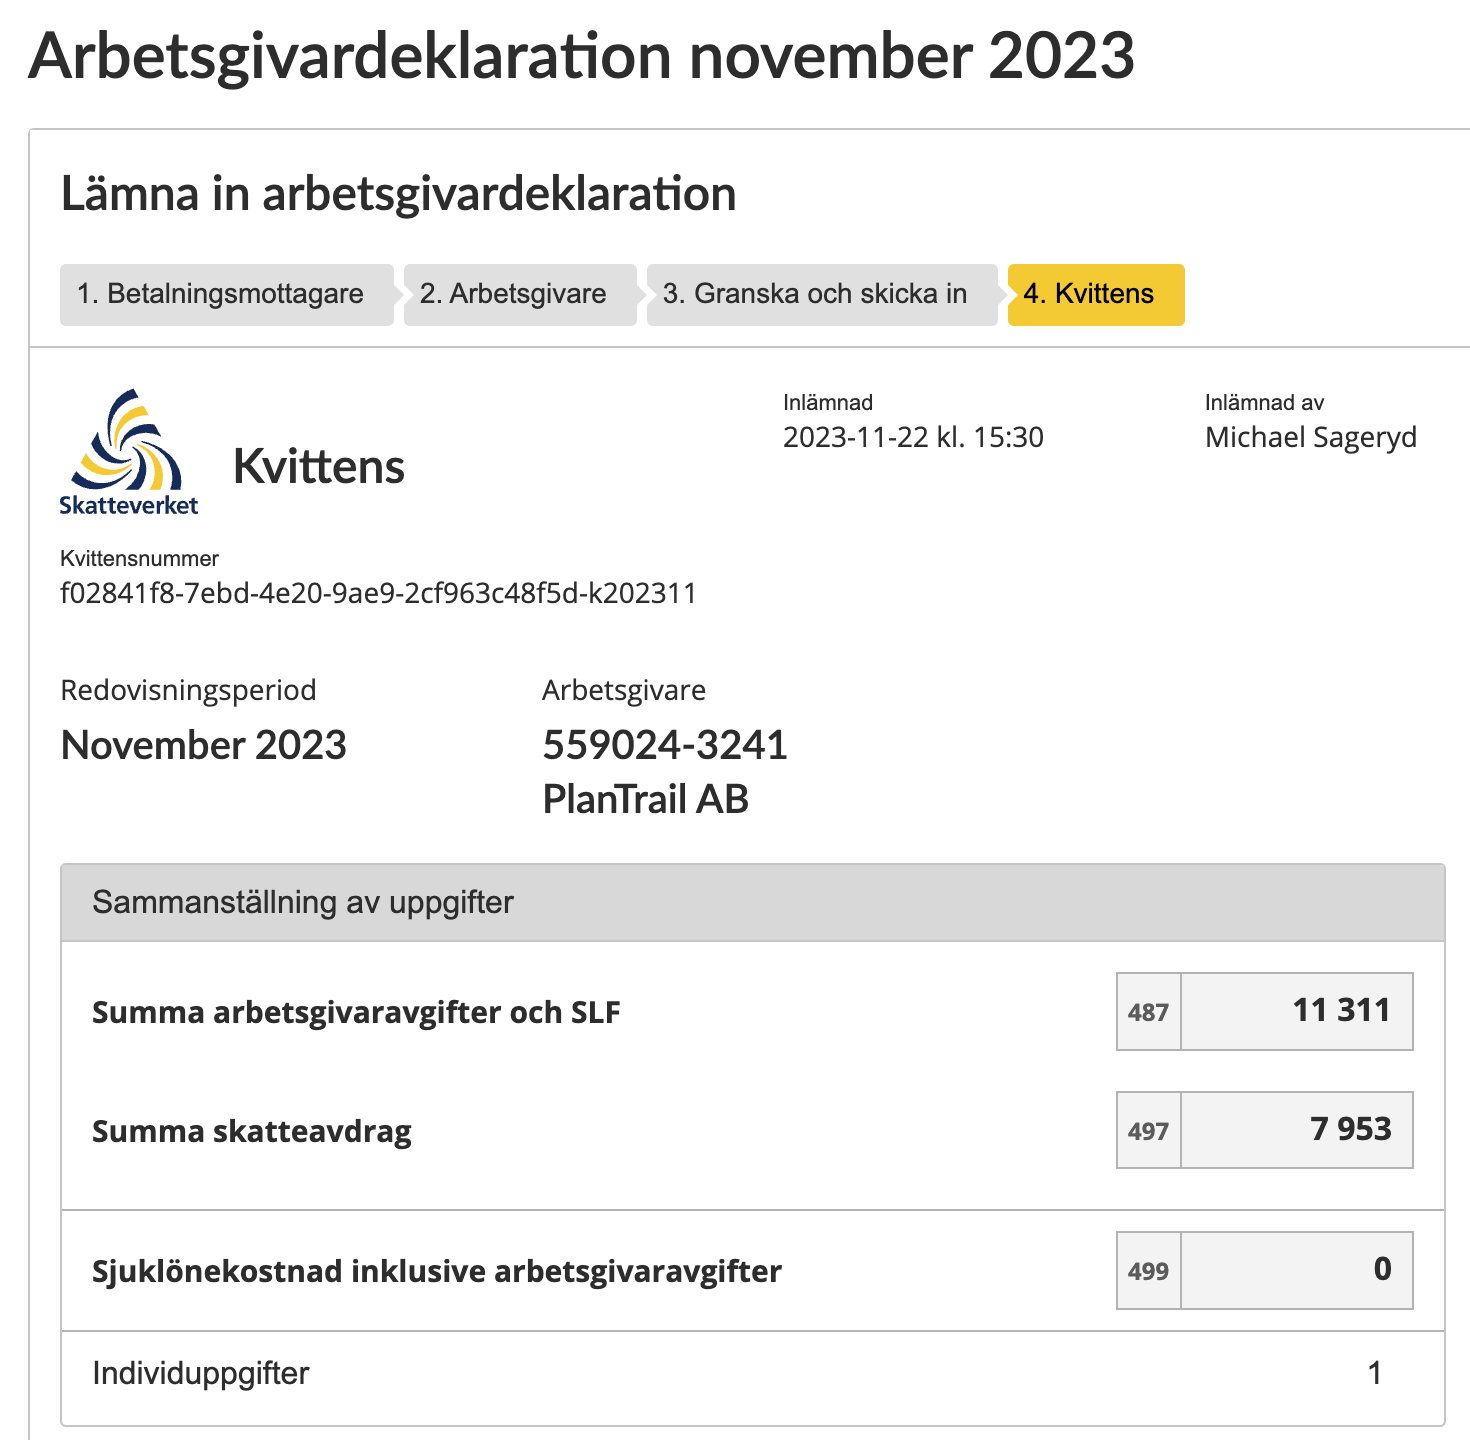 Arbetsgivardeklaration november 2023
Lämna in arbetsgivardeklaration
1. Betalningsmottagare
2. Arbetsgivare
3. Granska och skicka in
4. Kvittens
Skatteverket
Kvittens
Inlämnad
2023-11-22 kl. 15:30
Inlämnad av
Michael Sageryd
Kvittensnummer
f02841f8-7ebd-4e20-9ae9-2cf963c48f5d-k202311
Redovisningsperiod
November 2023
Arbetsgivare
559024-3241
PlanTrail AB
Sammanställning av uppgifter
Summa arbetsgivaravgifter och SLF 487 11 311
Summa skatteavdrag 497 7 953
Sjuklönekostnad inklusive arbetsgivaravgifter 499 0
Individuppgifter 1